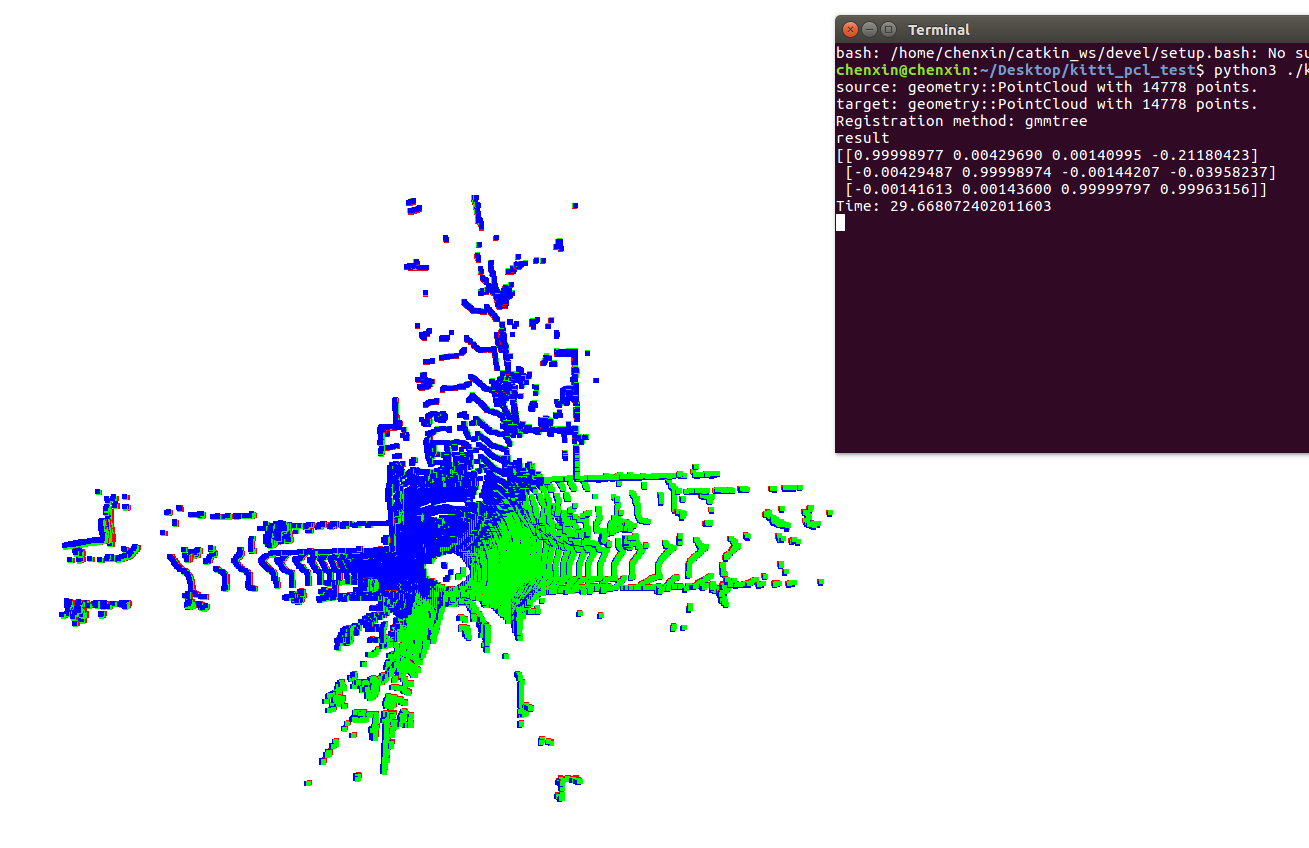 Terminal
bash: /home/chenxin/catkin_ws/devel/setup.bash: No su
chenxin@chenxin:~/Desktop/kitti_pcl_test$ python3 ./k
source: geometry::PointCloud with 14778 points.
target: geometry::PointCloud with 14778 points.
Registration method: gmmtree
result
[[0.99998977 0.00429690 0.00140995 -0.21180423]
[-0.00429487 0.99998974 -0.00144207 -0.03958237]
[-0.00141613 0.00143600 0.99999797 0.99963156]]
Time: 29.668072402011603